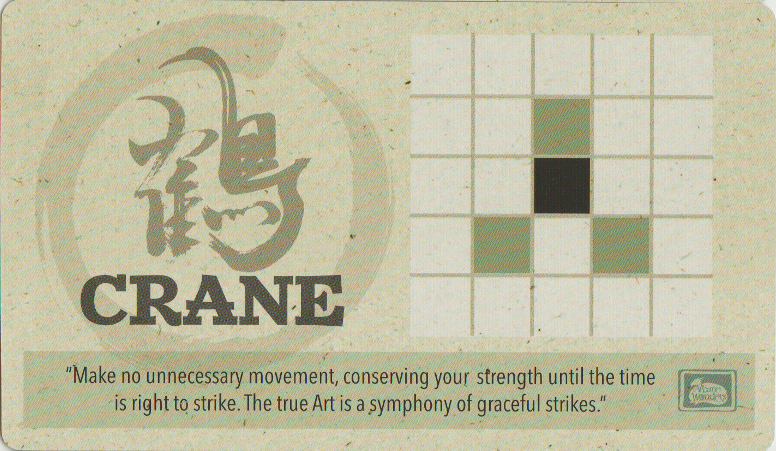 鶴
CRANE
“Make no unnecessary movement, conserving your strength until the time
is right to strike. The true Art is a symphony of graceful strikes.”